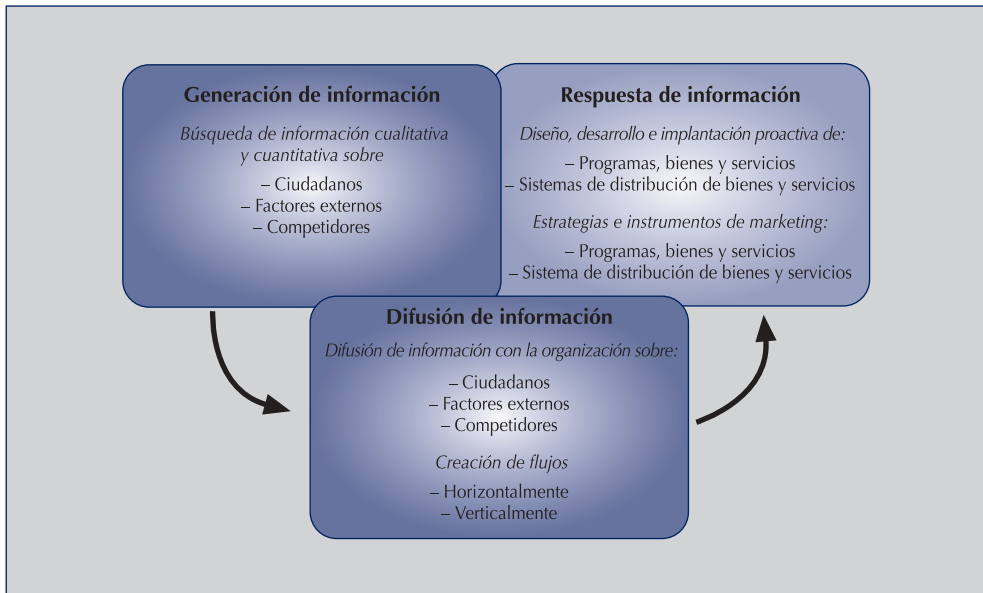 Generación de información
Búsqueda de información cualitativa
y cuantitativa sobre
– Ciudadanos
– Factores externos
– Competidores
Respuesta de información
Diseño, desarrollo e implantación proactiva de:
– Programas, bienes y servicios
– Sistemas de distribución de bienes y servicios
Estrategias e instrumentos de marketing:
– Programas, bienes y servicios
– Sistema de distribución de bienes y servicios
Difusión de información
Difusión de información con la organización sobre:
– Ciudadanos
– Factores externos
– Competidores
Creación de flujos
– Horizontalmente
– Verticalmente